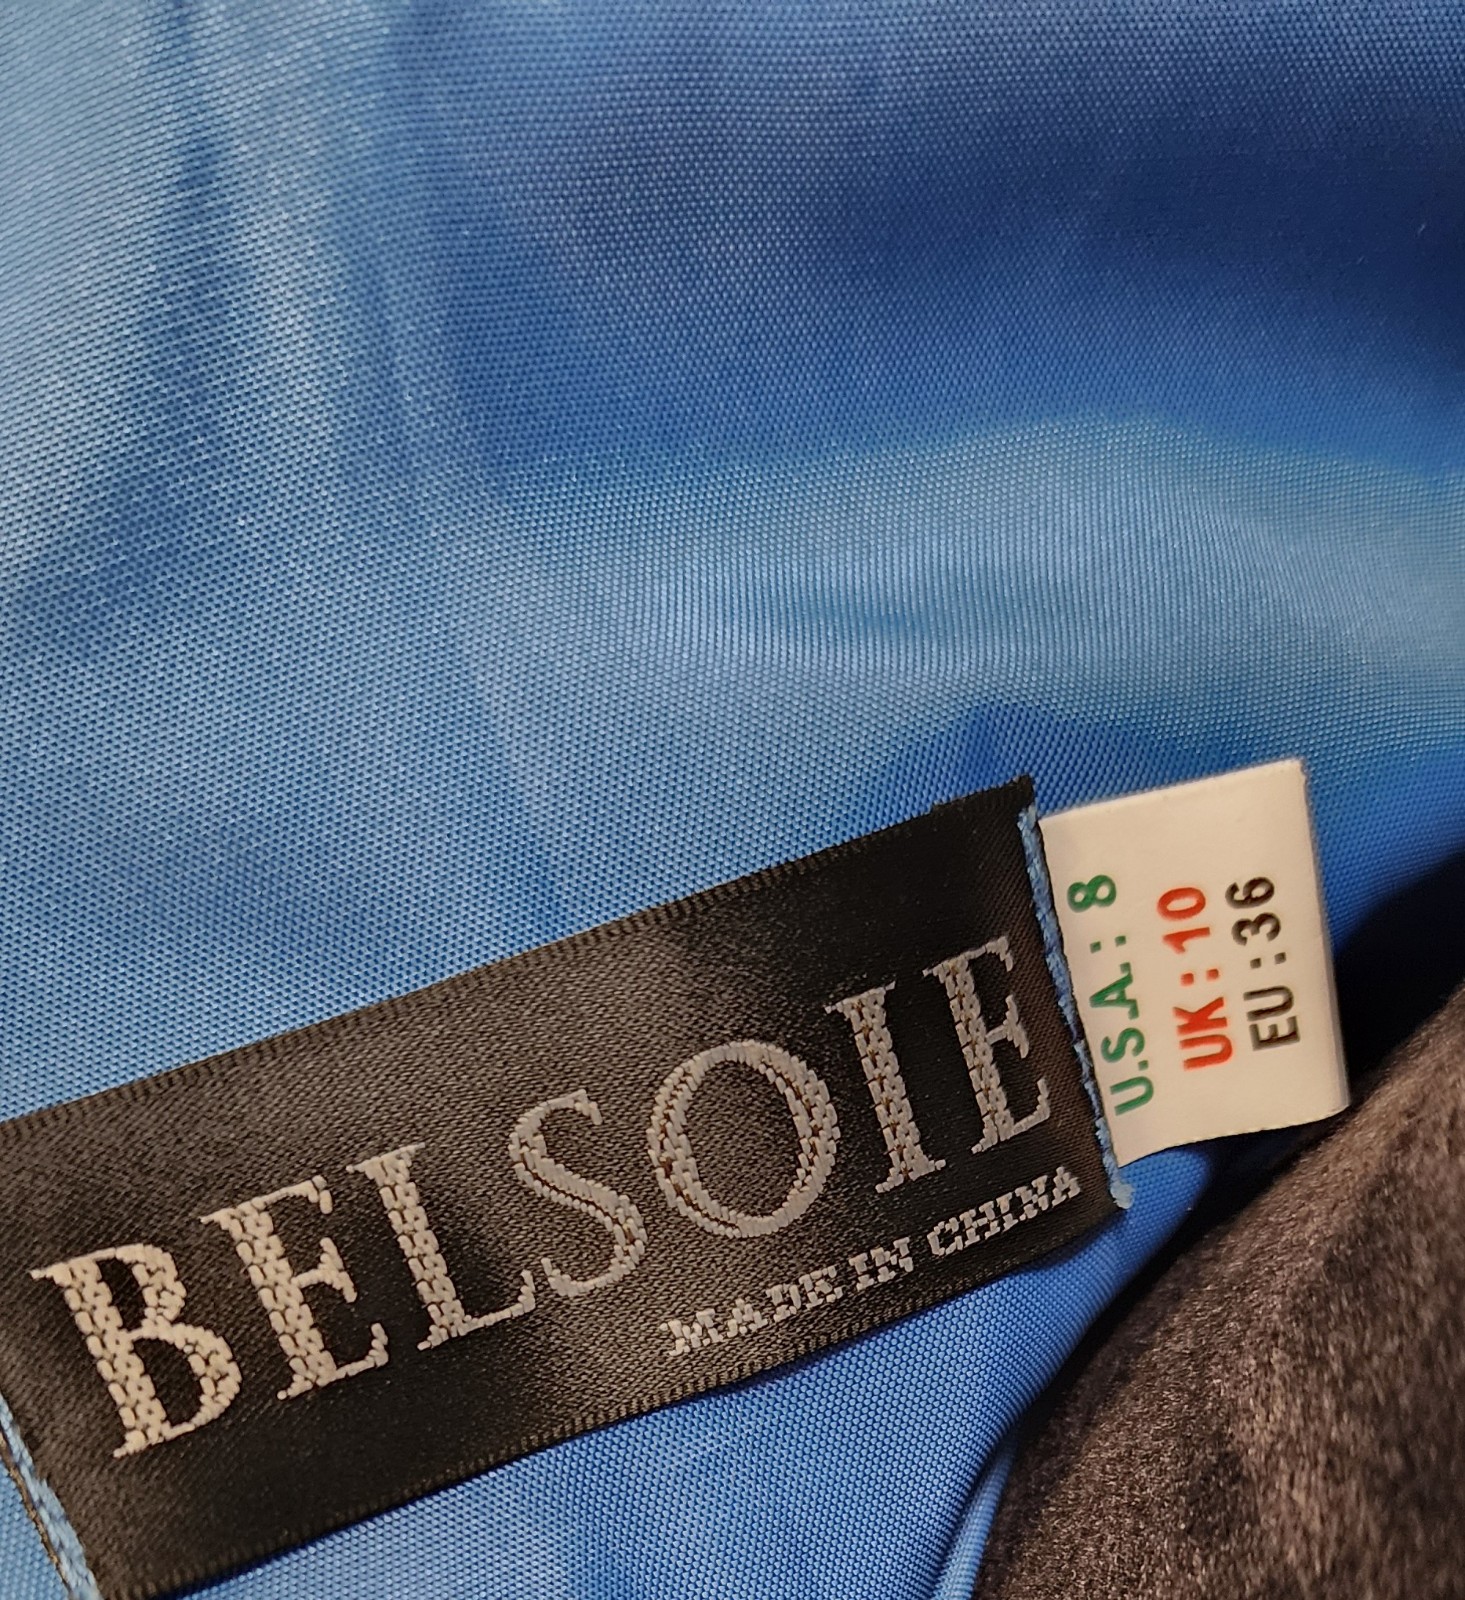 BELSOIE
MADE IN CHINA
U.S.A.: 8
UK : 10
EU : 36